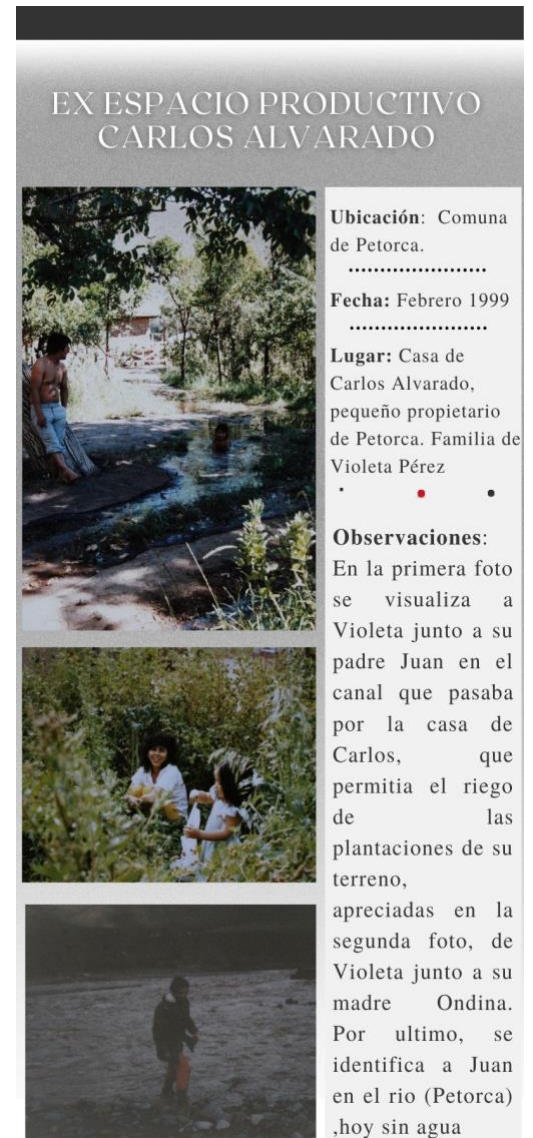 EX ESPACIO PRODUCTIVO
CARLOS ALVARADO
Ubicación: Comuna
de Petorca.
Fecha: Febrero 1999
Lugar: Casa de
Carlos Alvarado,
pequeño propietario
de Petorca. Familia de
Violeta Pérez
Observaciones:
En la primera foto
se visualiza a
Violeta junto a su
padre Juan en el
canal que pasaba
por la casa de
Carlos, que
permitia el riego
de las
plantaciones de su
terreno,
apreciadas en la
segunda foto, de
Violeta junto a su
madre Ondina.
Por ultimo, se
identifica a Juan
en el rio (Petorca)
,hoy sin agua